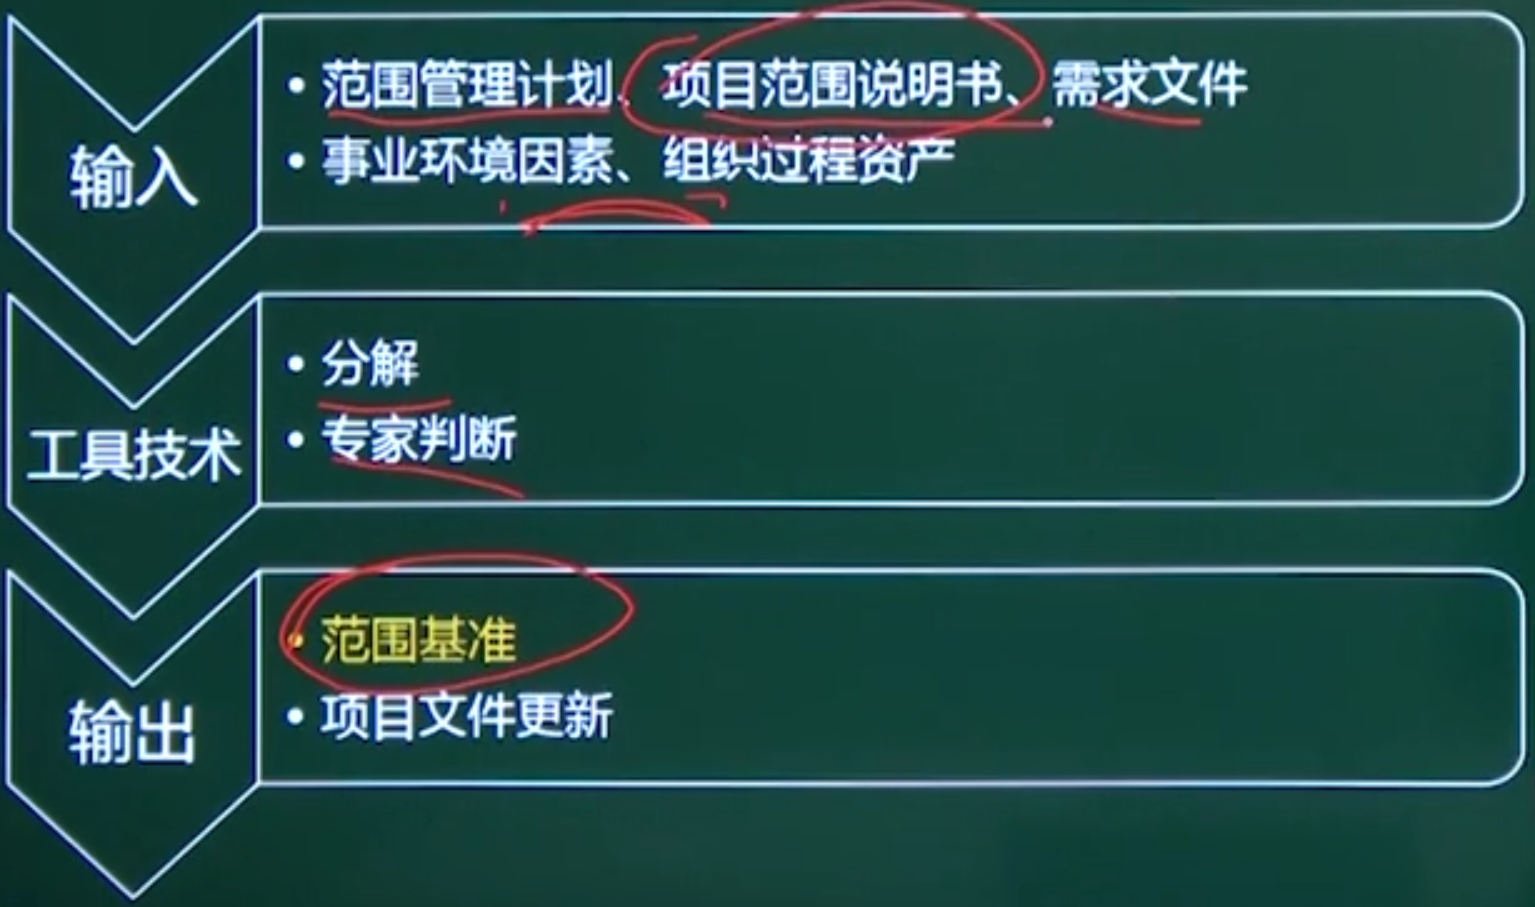 输入
• 范围管理计划、项目范围说明书、需求文件
• 事业环境因素、组织过程资产
工具技术
• 分解
• 专家判断
输出
• 范围基准
• 项目文件更新